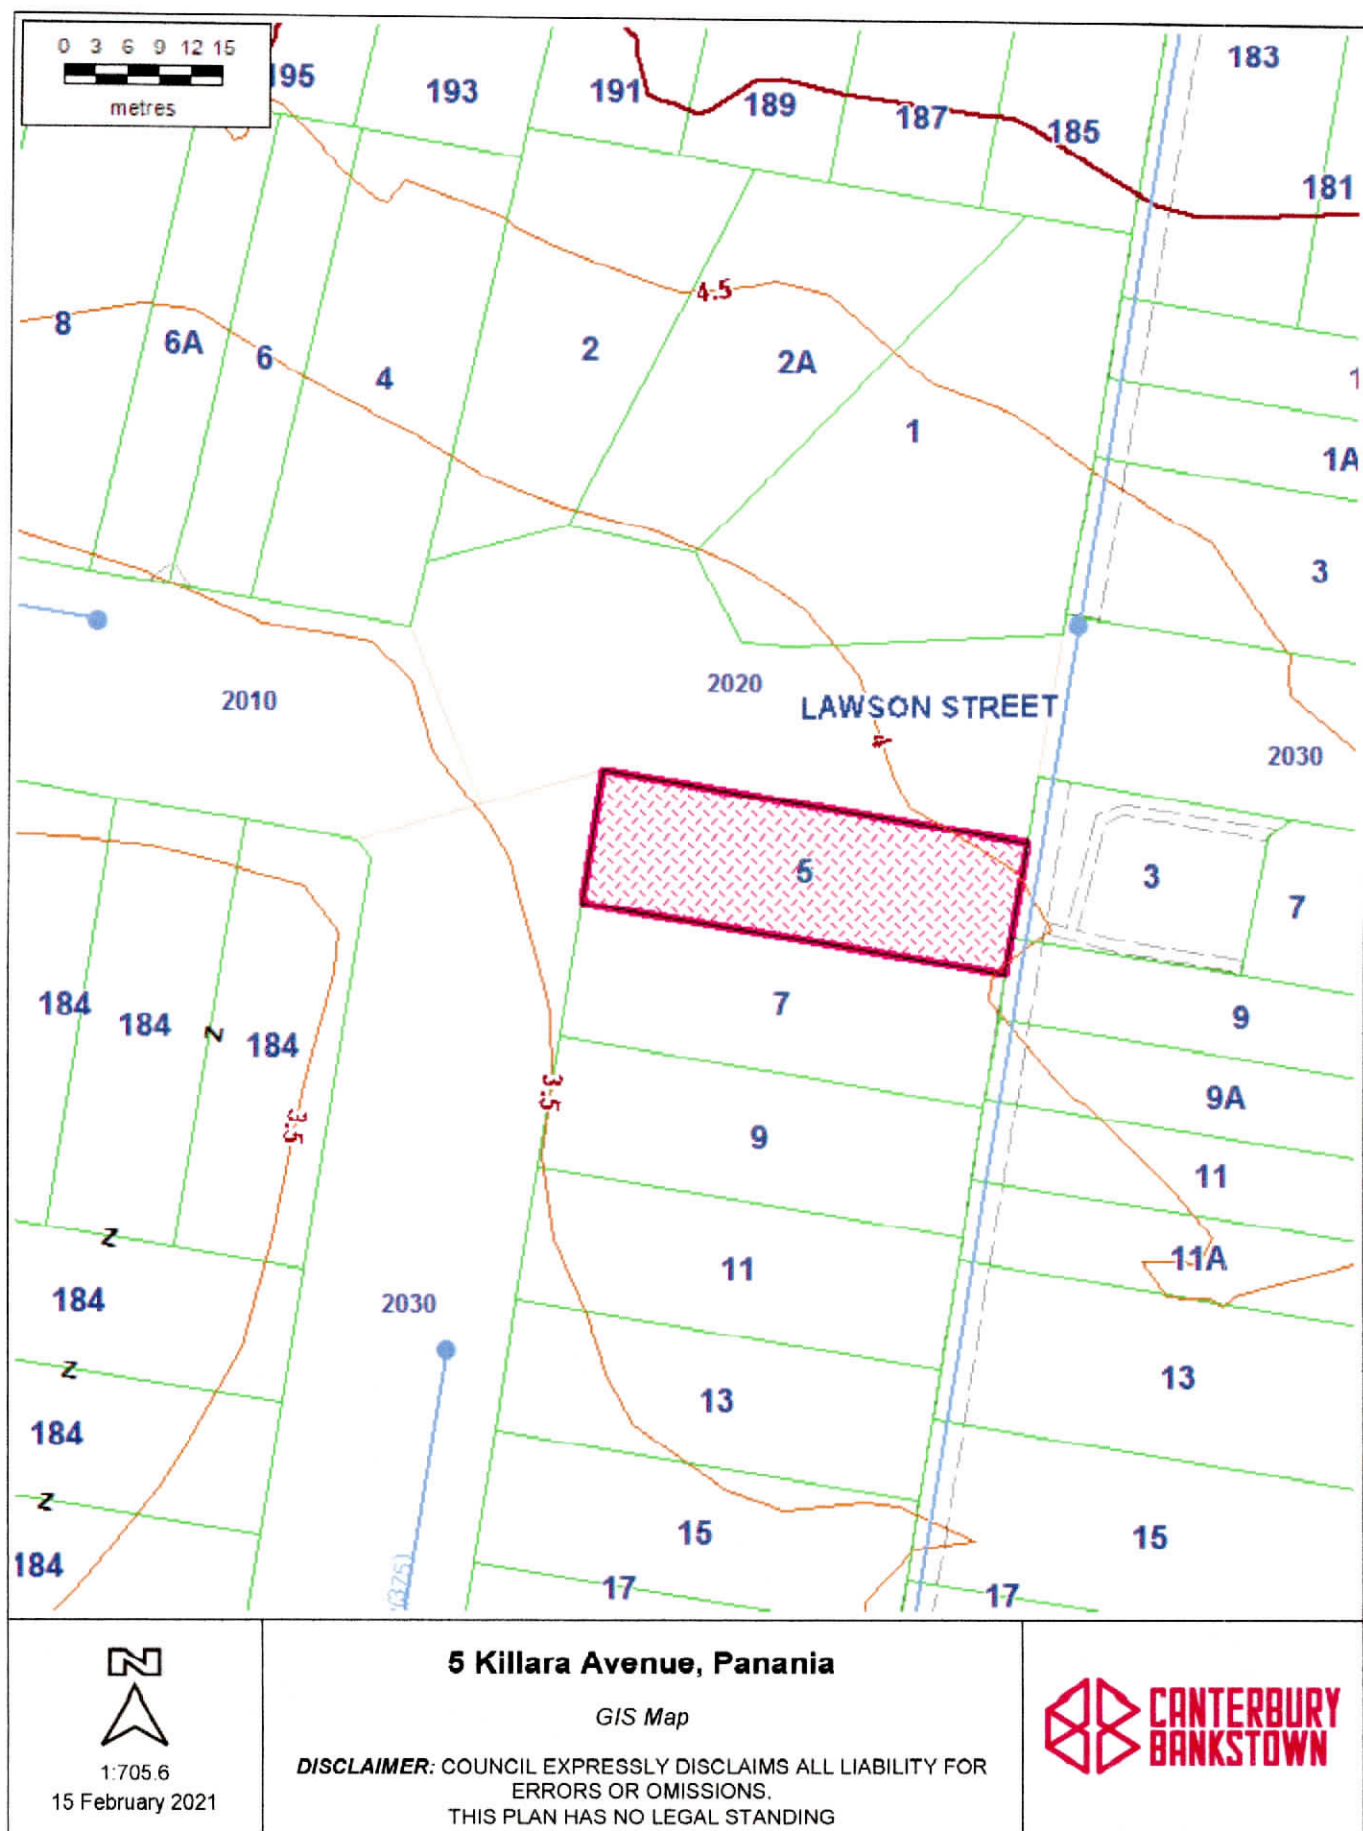 0 3 6 9 12 15
metres
195
193
191
189
187
185
183
181
4.5
8
6A
6
4
2
2A
1
1
1A
3
2010
2020
LAWSON STREET
4
2030
5
3
7
184
184
Z
184
7
9
3.5
3.5
9
9A
11
Z
11
11A
184
2030
Z
13
13
184
Z
15
15
184
(375)
17
17
N
1:705.6
15 February 2021
5 Killara Avenue, Panania
GIS Map
DISCLAIMER: COUNCIL EXPRESSLY DISCLAIMS ALL LIABILITY FOR
ERRORS OR OMISSIONS.
THIS PLAN HAS NO LEGAL STANDING
CANTERBURY
BANKSTOWN